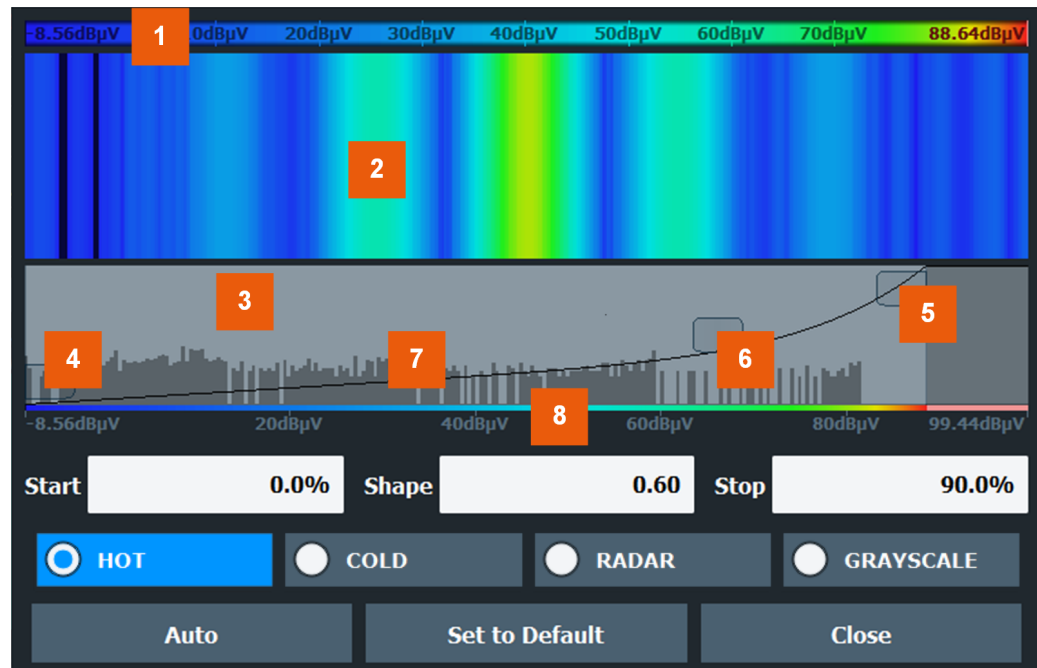 -8.56dBµV 1 0dBµV 20dBµV 30dBµV 40dBµV 50dBµV 60dBµV 70dBµV 88.64dBµV
2
3
5
4 7 6
8
-8.56dBµV 20dBµV 40dBµV 60dBµV 80dBµV 99.44dBµV
Start 0.0% Shape 0.60 Stop 90.0%
HOT COLD RADAR GRAYSCALE
Auto Set to Default Close